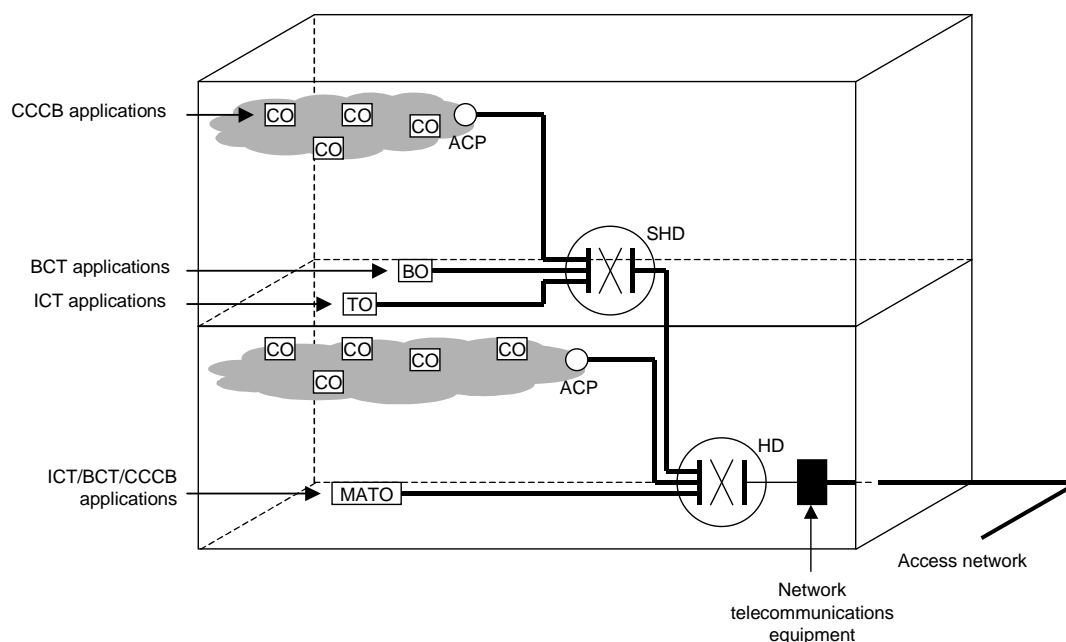 CCCB applications
CO
CO
CO
CO
ACP
SHD
BCT applications
BO
ICT applications
TO
CO
CO
CO
CO
CO
ACP
HD
ICT/BCT/CCCB
applications
MATO
Access network
Network
telecommunications
equipment